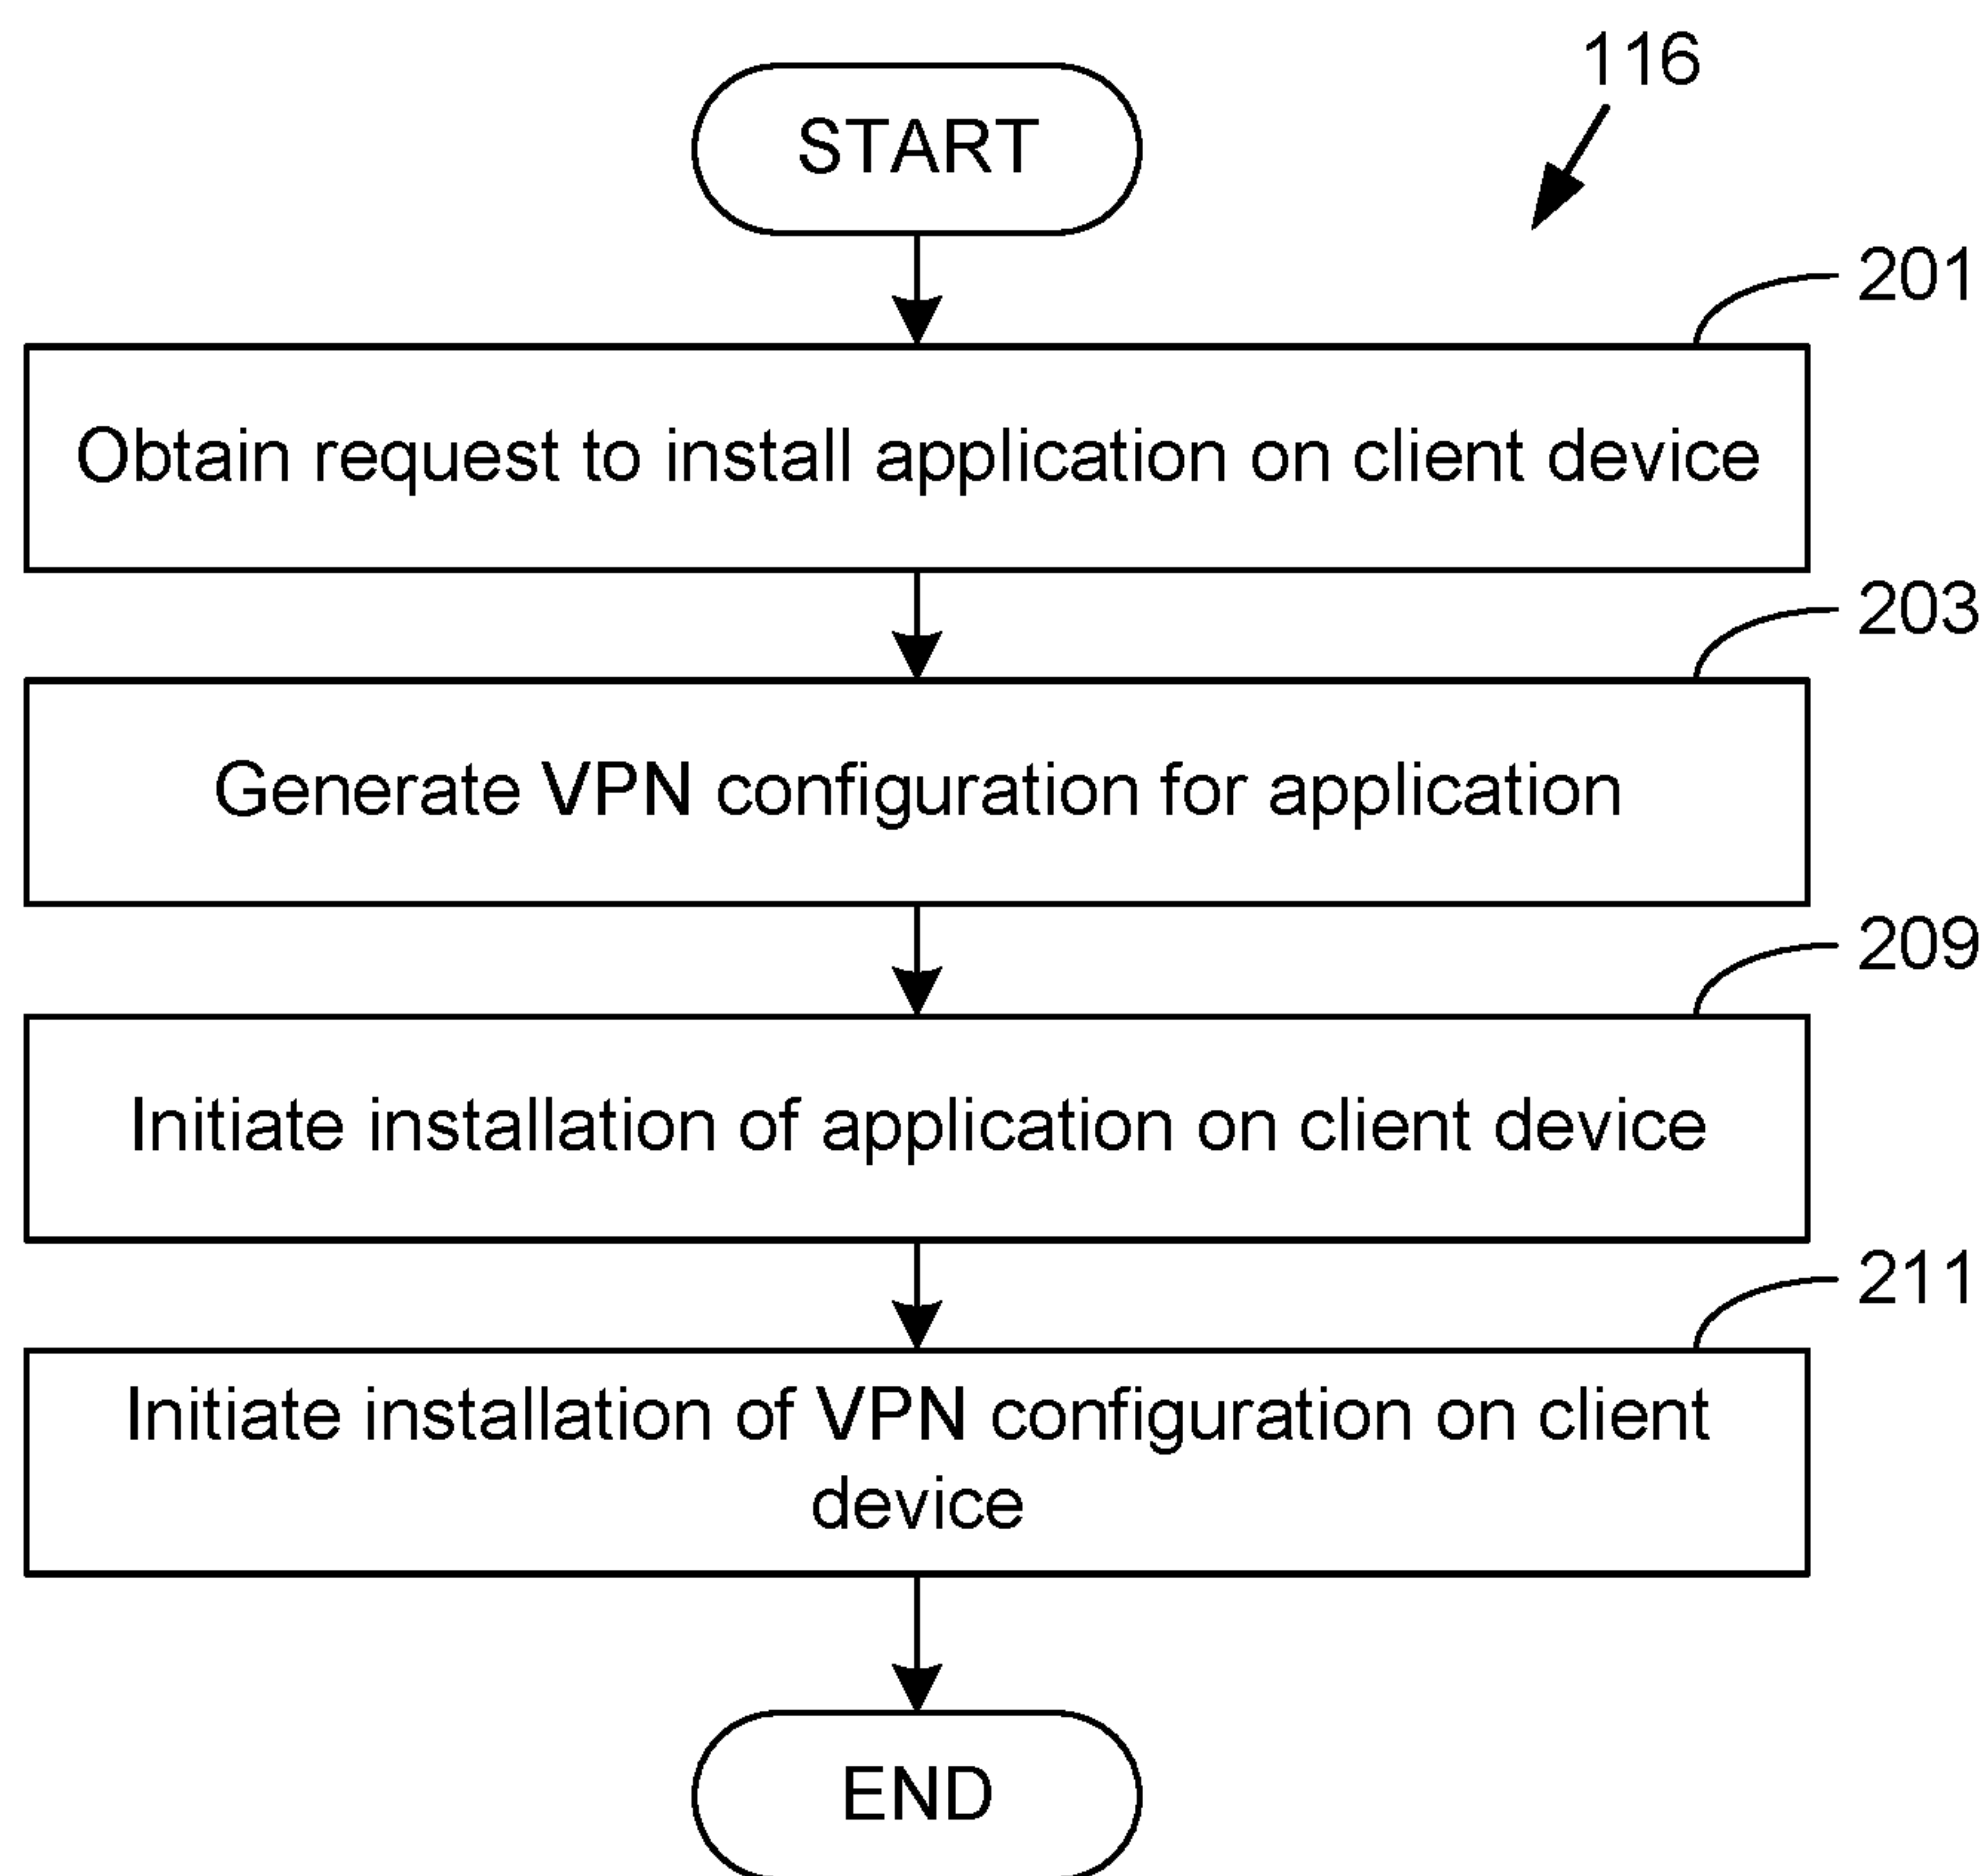 116
START
201
Obtain request to install application on client device
203
Generate VPN configuration for application
209
Initiate installation of application on client device
211
Initiate installation of VPN configuration on client
device
END